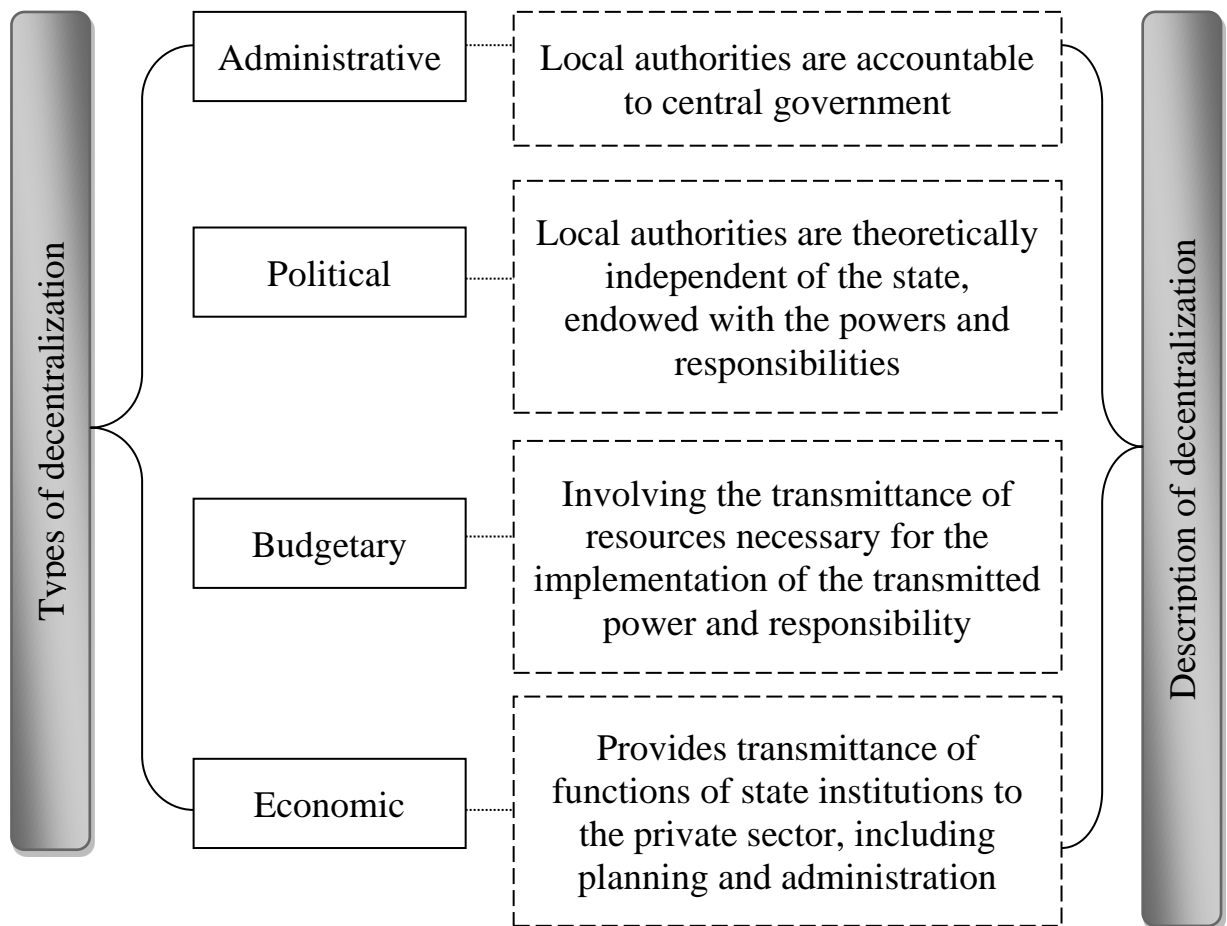 Types of decentralization
Administrative
Local authorities are accountable
to central government
Political
Local authorities are theoretically
independent of the state,
endowed with the powers and
responsibilities
Budgetary
Involving the transmittance of
resources necessary for the
implementation of the transmitted
power and responsibility
Economic
Provides transmittance of
functions of state institutions to
the private sector, including
planning and administration
Description of decentralization